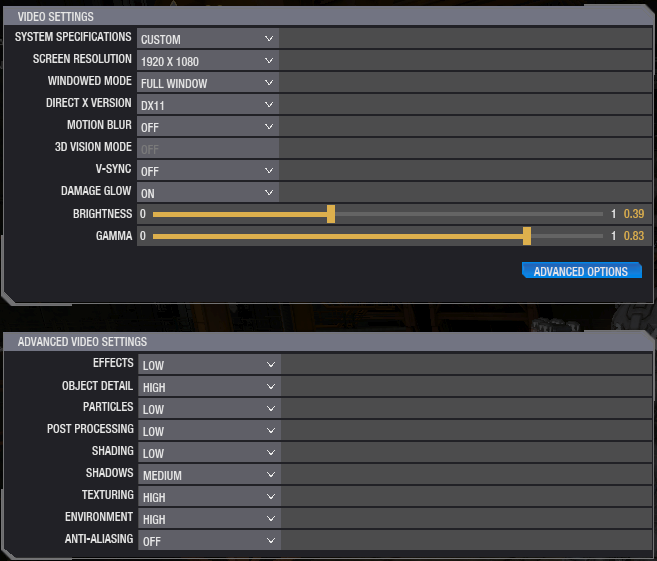 VIDEO SETTINGS
SYSTEM SPECIFICATIONS CUSTOM
SCREEN RESOLUTION 1920 X 1080
WINDOWED MODE FULL WINDOW
DIRECT X VERSION DX11
MOTION BLUR OFF
3D VISION MODE OFF
V-SYNC OFF
DAMAGE GLOW ON
BRIGHTNESS 0 1 0.39
GAMMA 0 1 0.83
ADVANCED OPTIONS
ADVANCED VIDEO SETTINGS
EFFECTS LOW
OBJECT DETAIL HIGH
PARTICLES LOW
POST PROCESSING LOW
SHADING LOW
SHADOWS MEDIUM
TEXTURING HIGH
ENVIRONMENT HIGH
ANTI-ALIASING OFF